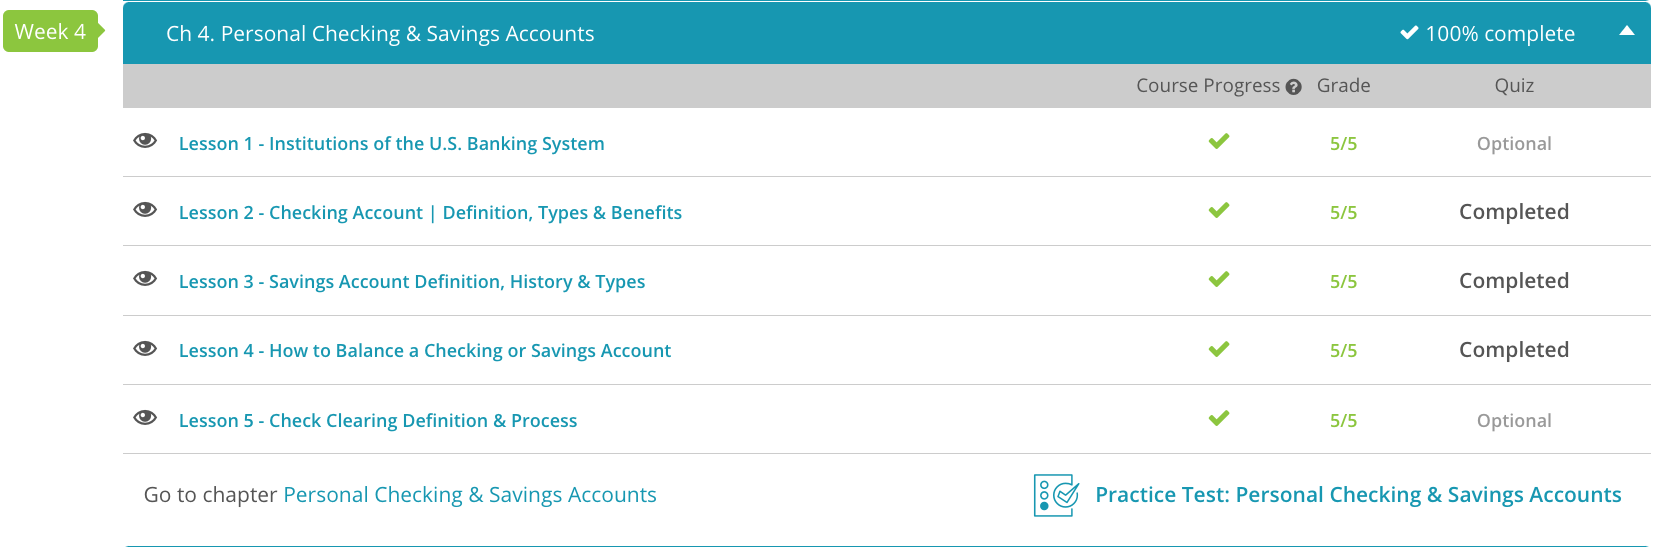 Week 4
Ch 4. Personal Checking & Savings Accounts 100% complete
Course Progress ? Grade Quiz
Lesson 1 - Institutions of the U.S. Banking System 5/5 Optional
Lesson 2 - Checking Account | Definition, Types & Benefits 5/5 Completed
Lesson 3 - Savings Account Definition, History & Types 5/5 Completed
Lesson 4 - How to Balance a Checking or Savings Account 5/5 Completed
Lesson 5 - Check Clearing Definition & Process 5/5 Optional
Go to chapter Personal Checking & Savings Accounts Practice Test: Personal Checking & Savings Accounts